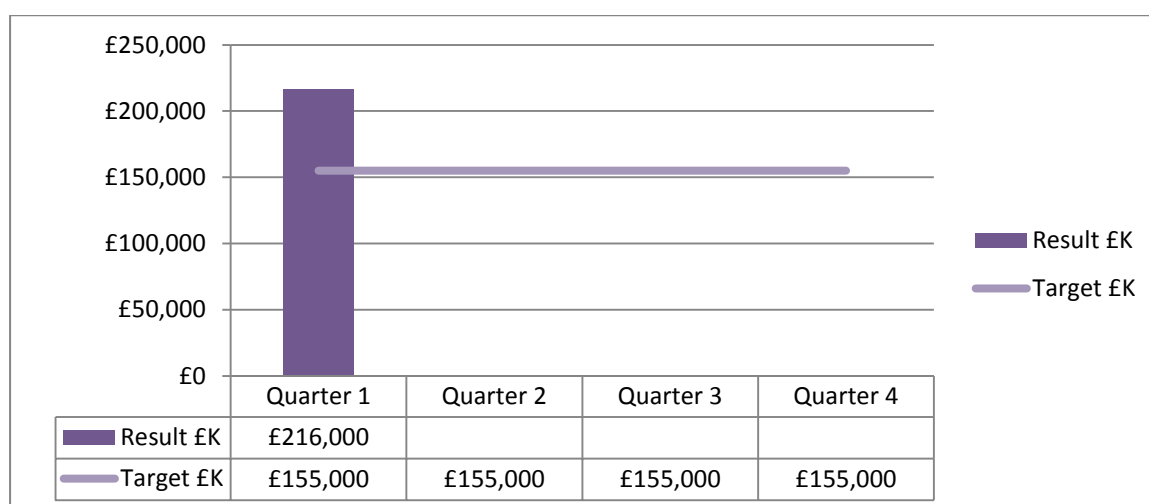 £250,000
£200,000
£150,000
£100,000
£50,000
£0
Result £K
Target £K
Quarter 1 Quarter 2 Quarter 3 Quarter 4
Result £K £216,000
Target £K £155,000 £155,000 £155,000 £155,000